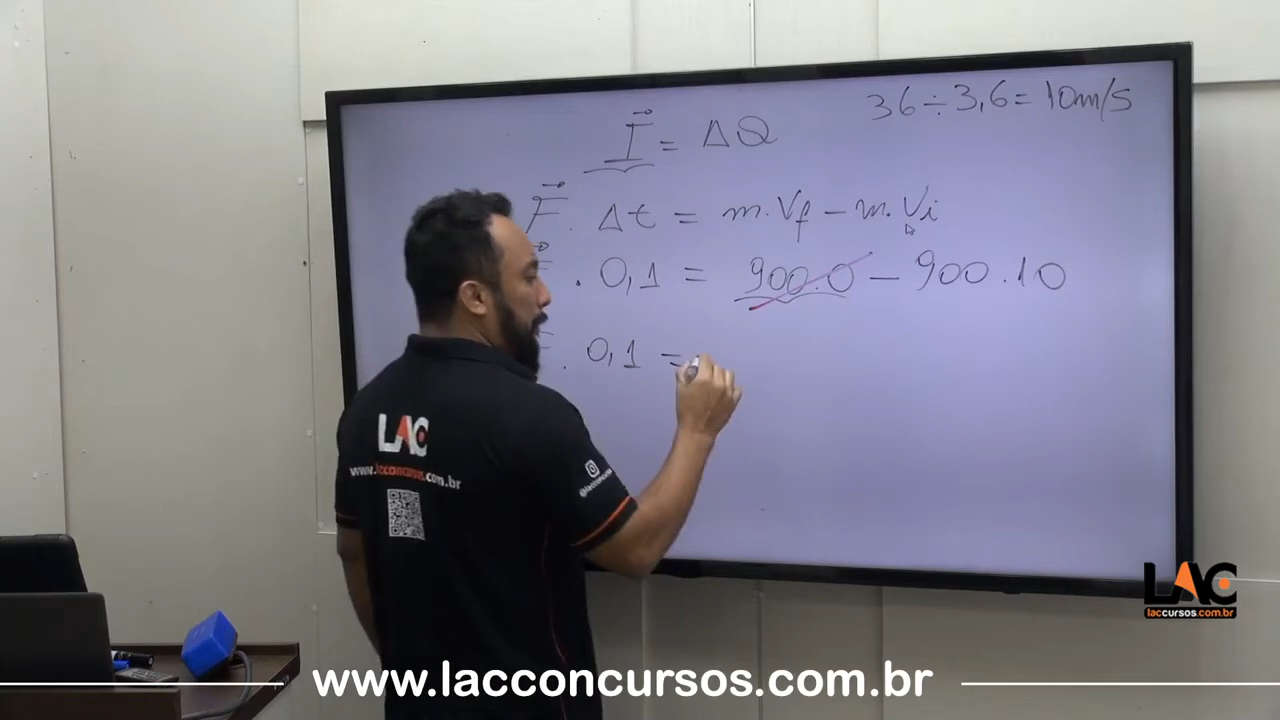 36 ÷ 3,6 = 10m/s
I = ΔQ
F . Δt = m.Vf - m.Vi
. 0,1 = 900.0 - 900.10
. 0,1 =
LAC
www.lacconcursos.com.br
@lacconcursos
LAC
laccursos.com.br
www.lacconcursos.com.br